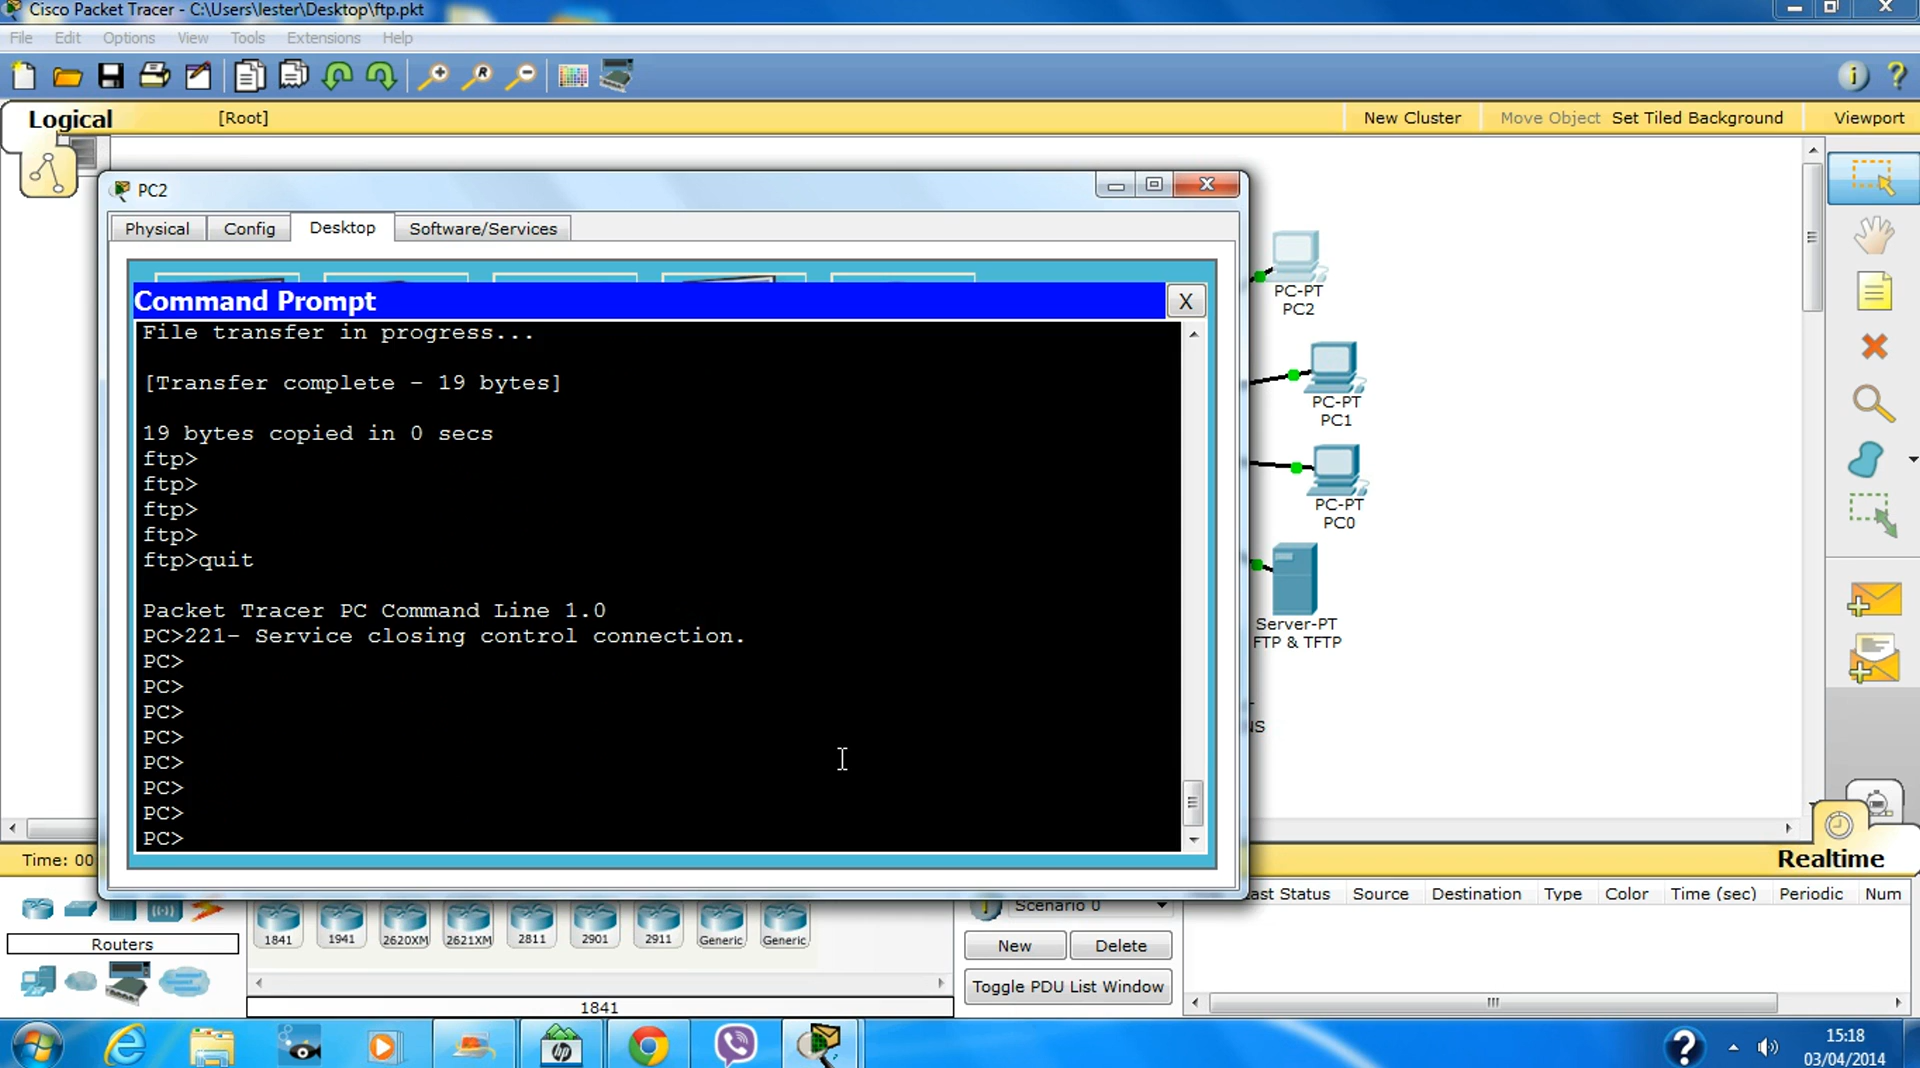 Cisco Packet Tracer - C:\Users\lester\Desktop\ftp.pkt
File Edit Options View Tools Extensions Help
Logical [Root] New Cluster Move Object Set Tiled Background Viewport
PC2
Physical Config Desktop Software/Services
Command Prompt X
File transfer in progress...
[Transfer complete - 19 bytes]
19 bytes copied in 0 secs
ftp>
ftp>
ftp>
ftp>
ftp>quit
Packet Tracer PC Command Line 1.0
PC>221- Service closing control connection.
PC>
PC>
PC>
PC>
PC>
PC>
PC>
PC>
PC-PT
PC2
PC-PT
PC1
PC-PT
PC0
Server-PT
FTP & TFTP
Time: 00
Realtime
Scenario 0
New Delete
Toggle PDU List Window
ast Status Source Destination Type Color Time (sec) Periodic Num
Routers
1841 1941 2620XM 2621XM 2811 2901 2911 Generic Generic
1841
hp
15:18
03/04/2014